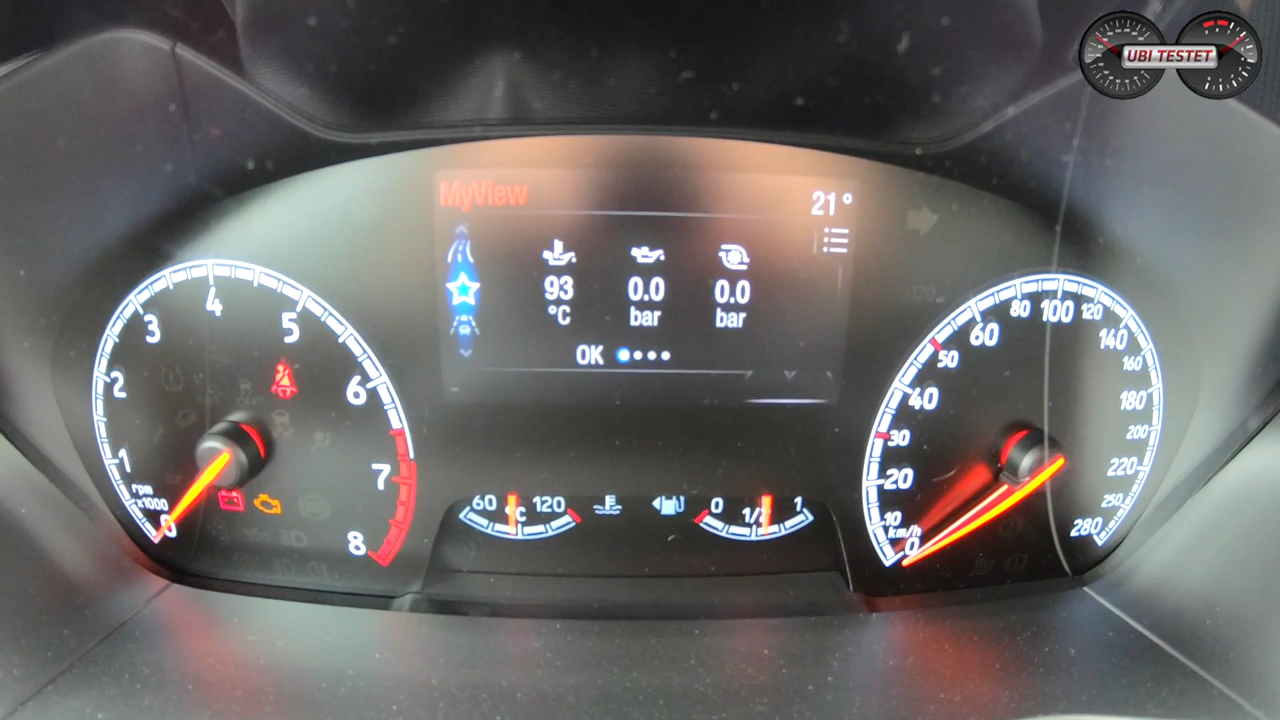 UBI TESTET
MyView 21°
93 0.0 0.0
°C bar bar
OK
0 1 2 3 4 5 6 7 8
rpm
x1000
60 °C 120
0 1/2 1
0 10 20 30 40 50 60 80 100 120 140 160 180 200 220 250 280
km/h